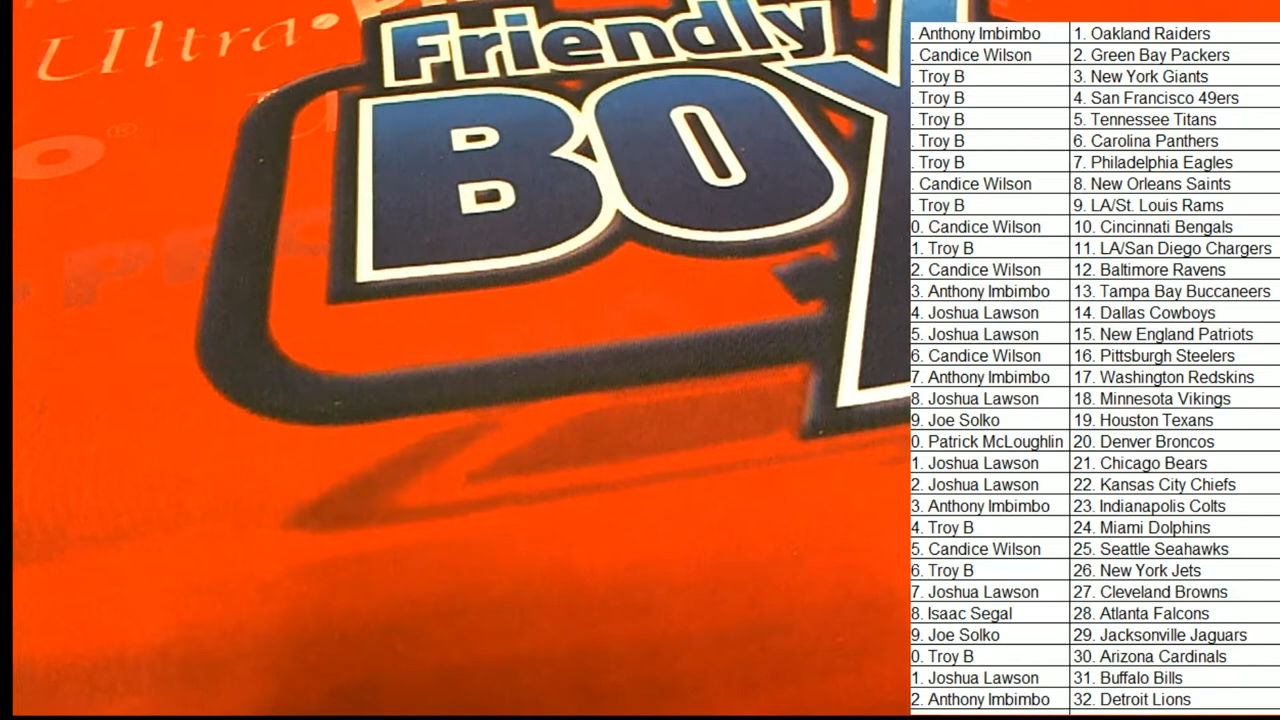 Ultra•PRO
Friendly
BOY
PRO
®
. Anthony Imbimbo 1. Oakland Raiders
. Candice Wilson 2. Green Bay Packers
. Troy B 3. New York Giants
. Troy B 4. San Francisco 49ers
. Troy B 5. Tennessee Titans
. Troy B 6. Carolina Panthers
. Troy B 7. Philadelphia Eagles
. Candice Wilson 8. New Orleans Saints
. Troy B 9. LA/St. Louis Rams
0. Candice Wilson 10. Cincinnati Bengals
1. Troy B 11. LA/San Diego Chargers
2. Candice Wilson 12. Baltimore Ravens
3. Anthony Imbimbo 13. Tampa Bay Buccaneers
4. Joshua Lawson 14. Dallas Cowboys
5. Joshua Lawson 15. New England Patriots
6. Candice Wilson 16. Pittsburgh Steelers
7. Anthony Imbimbo 17. Washington Redskins
8. Joshua Lawson 18. Minnesota Vikings
9. Joe Solko 19. Houston Texans
0. Patrick McLoughlin 20. Denver Broncos
1. Joshua Lawson 21. Chicago Bears
2. Joshua Lawson 22. Kansas City Chiefs
3. Anthony Imbimbo 23. Indianapolis Colts
4. Troy B 24. Miami Dolphins
5. Candice Wilson 25. Seattle Seahawks
6. Troy B 26. New York Jets
7. Joshua Lawson 27. Cleveland Browns
8. Isaac Segal 28. Atlanta Falcons
9. Joe Solko 29. Jacksonville Jaguars
0. Troy B 30. Arizona Cardinals
1. Joshua Lawson 31. Buffalo Bills
2. Anthony Imbimbo 32. Detroit Lions